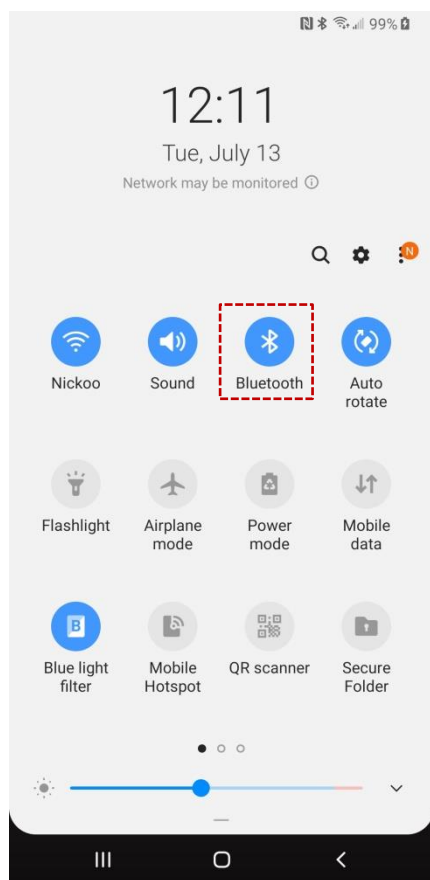 99%
12:11
Tue, July 13
Network may be monitored
N
Nickoo
Sound
Bluetooth
Auto
rotate
Flashlight
Airplane
mode
Power
mode
Mobile
data
B
Blue light
filter
Mobile
Hotspot
QR scanner
Secure
Folder